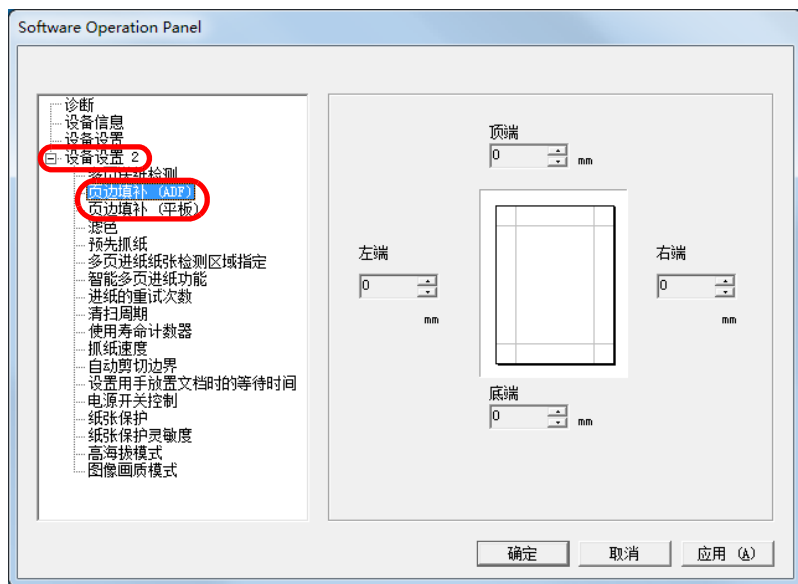 Software Operation Panel
诊断
设备信息
设备设置
设备设置 2
多页送纸检测
页边填补 (ADF)
页边填补 (平板)
滤色
预先抓纸
多页进纸纸张检测区域指定
智能多页进纸功能
进纸的重试次数
清扫周期
使用寿命计数器
抓纸速度
自动剪切边界
设置用手放置文档时的等待时间
电源开关控制
纸张保护
纸张保护灵敏度
高海拔模式
图像画质模式
顶端
0 mm
左端
0
mm
右端
0
mm
底端
0 mm
确定 取消 应用 (A)